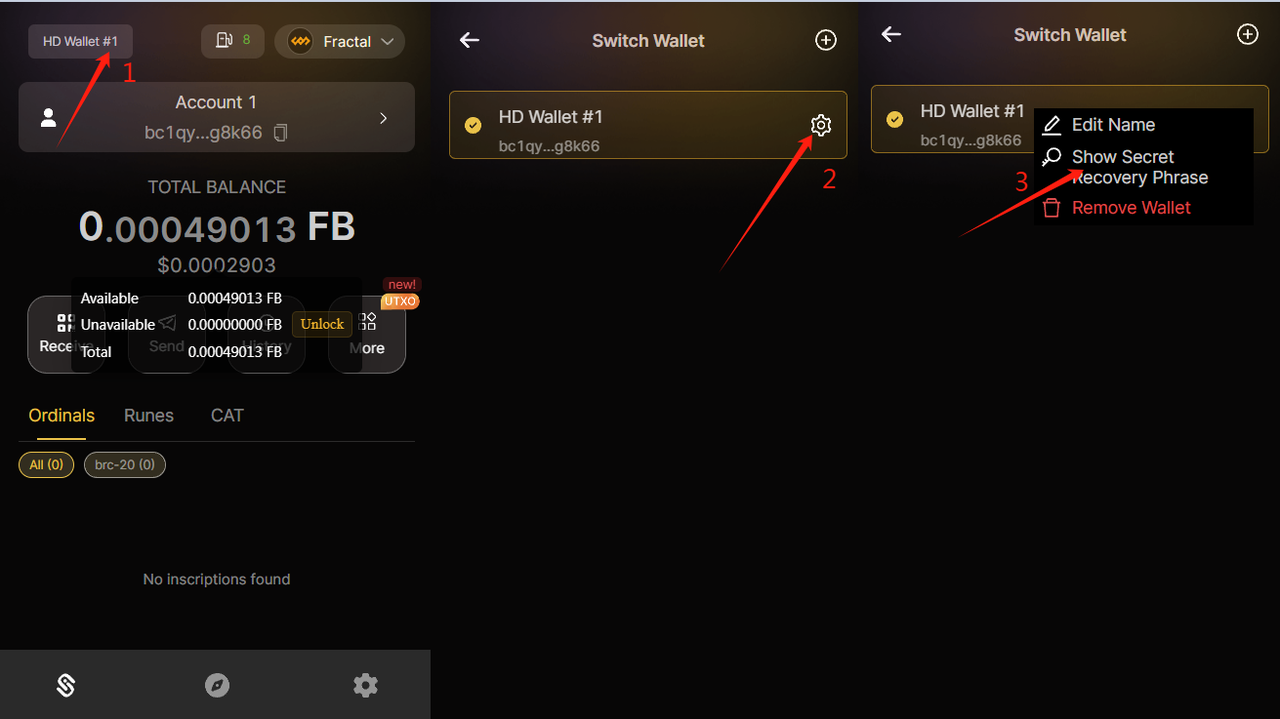 HD Wallet #1
8
Fractal
1
Account 1
bc1qy...g8k66
TOTAL BALANCE
0.00049013 FB
$0.0002903
new!
UTXO
Available 0.00049013 FB
Unavailable 0.00000000 FB Unlock
Total 0.00049013 FB
Receive
Send
History
More
Ordinals Runes CAT
All (0) brc-20 (0)
No inscriptions found
Switch Wallet
HD Wallet #1
bc1qy...g8k66
2
Switch Wallet
HD Wallet #1
bc1qy...g8k66
Edit Name
Show Secret
Recovery Phrase
3
Remove Wallet